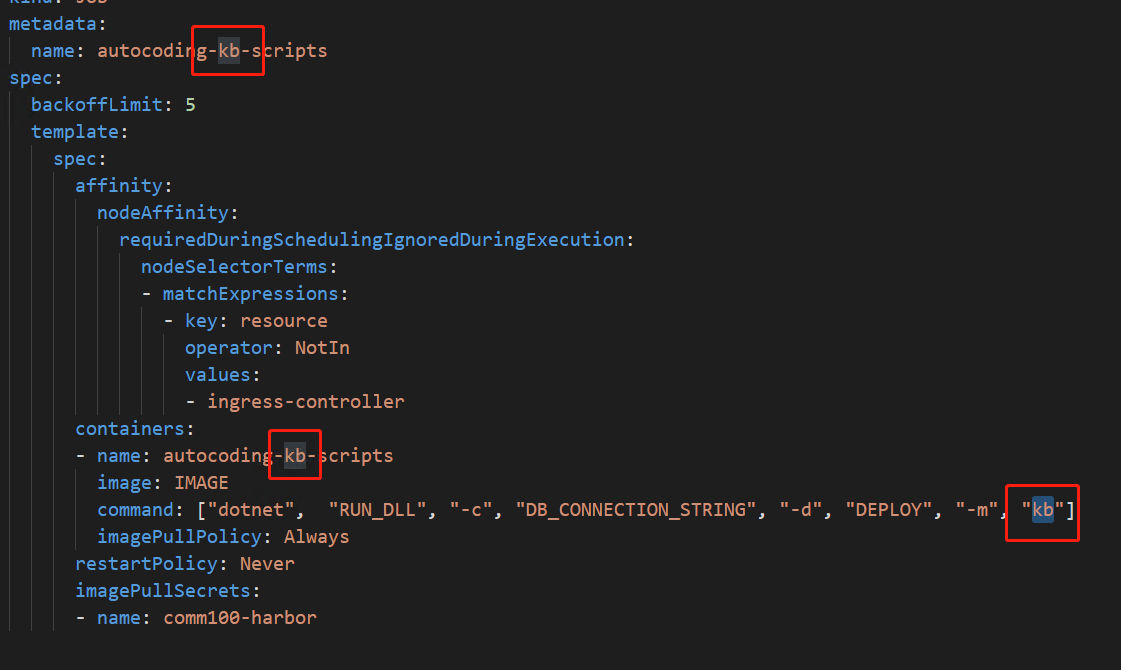 kind: Job
metadata:
name: autocoding-kb-scripts
spec:
backoffLimit: 5
template:
spec:
affinity:
nodeAffinity:
requiredDuringSchedulingIgnoredDuringExecution:
nodeSelectorTerms:
- matchExpressions:
- key: resource
operator: NotIn
values:
- ingress-controller
containers:
- name: autocoding-kb-scripts
image: IMAGE
command: ["dotnet", "RUN_DLL", "-c", "DB_CONNECTION_STRING", "-d", "DEPLOY", "-m", "kb"]
imagePullPolicy: Always
restartPolicy: Never
imagePullSecrets:
- name: comm100-harbor